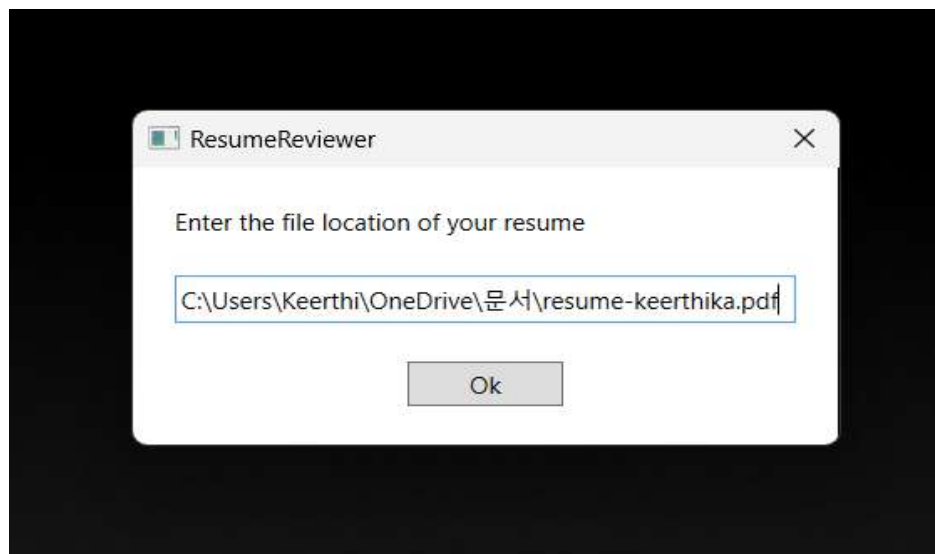 ResumeReviewer
Enter the file location of your resume
C:\Users\Keerthi\OneDrive\문서\resume-keerthika.pdf
Ok